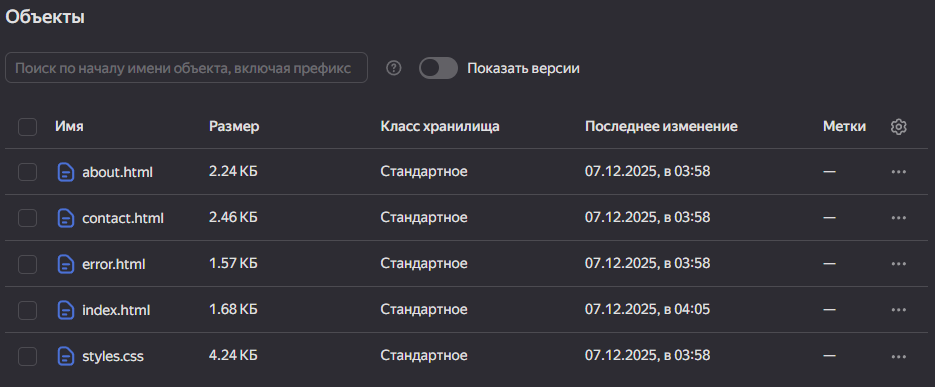 Объекты
Поиск по началу имени объекта, включая префикс
Показать версии
Имя Размер Класс хранилища Последнее изменение Метки
about.html 2.24 КБ Стандартное 07.12.2025, в 03:58 —
contact.html 2.46 КБ Стандартное 07.12.2025, в 03:58 —
error.html 1.57 КБ Стандартное 07.12.2025, в 03:58 —
index.html 1.68 КБ Стандартное 07.12.2025, в 04:05 —
styles.css 4.24 КБ Стандартное 07.12.2025, в 03:58 —